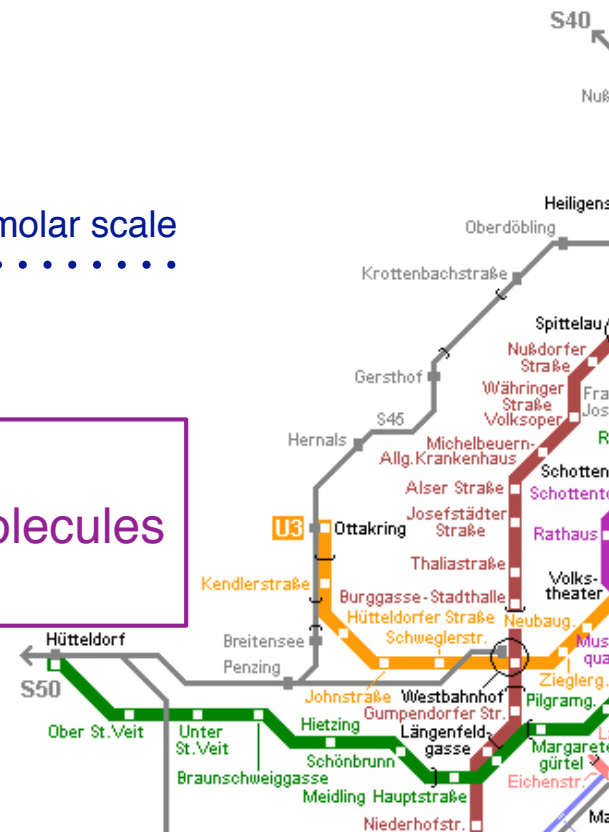 S40
Nuß
molar scale
Heiligens
Oberdöbling
Krottenbachstraße
Spittelau
Nußdorfer
Straße
Gersthof
Währinger
Straße
Volksoper
Fra
Jos
S45
Hernals
Michelbeuern-
Allg.Krankenhaus
R
Schotten
Alser Straße
Schottent
olecules
Josefstädter
Straße
U3
Ottakring
Rathaus
Thaliastraße
Volks-
theater
Kendlerstraße
Burggasse-Stadthalle
Hütteldorfer Straße
Neubaug.
Schweglerstr.
Hütteldorf
Breitensee
Mus
qua
Penzing
Zieglerg.
S50
Johnstraße
Westbahnhof
Pilgramg.
Gumpendorfer Str.
Ober St.Veit
Unter
St.Veit
Hietzing
Längenfeld-
gasse
Margarete
gürtel
Schönbrunn
Braunschweiggasse
Eichenstr.
Meidling Hauptstraße
Niederhofstr.
Ma